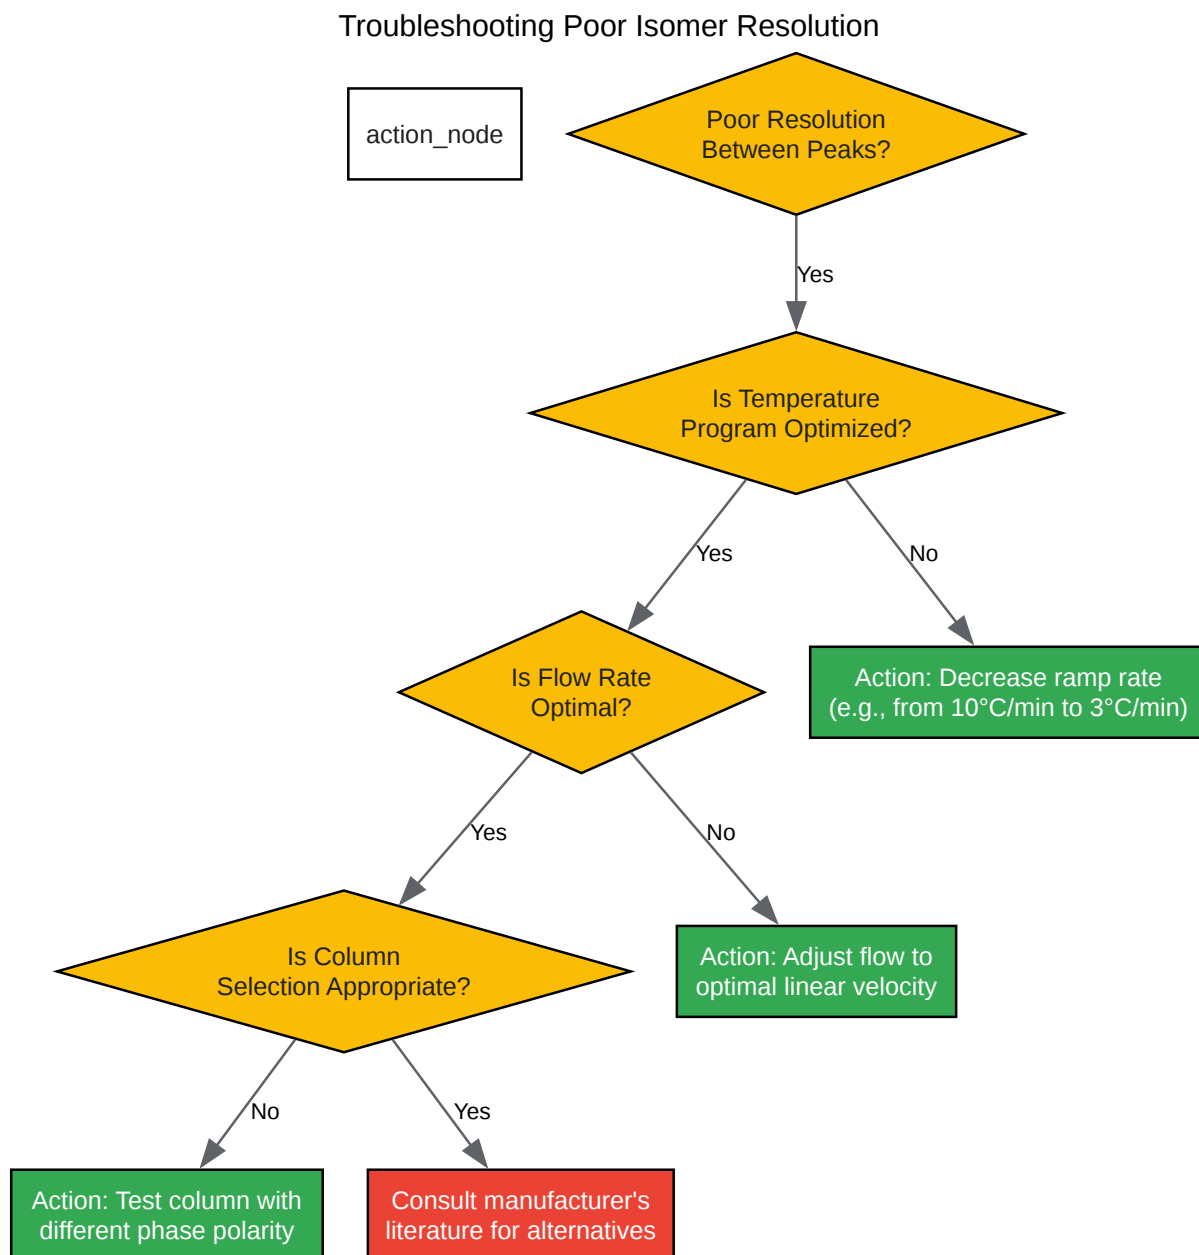 Troubleshooting Poor Isomer Resolution
action_node
Poor Resolution
Between Peaks?
Yes
Is Temperature
Program Optimized?
Yes
No
Is Flow Rate
Optimal?
Action: Decrease ramp rate
(e.g., from 10°C/min to 3°C/min)
Yes
No
Is Column
Selection Appropriate?
Action: Adjust flow to
optimal linear velocity
No
Yes
Action: Test column with
different phase polarity
Consult manufacturer's
literature for alternatives